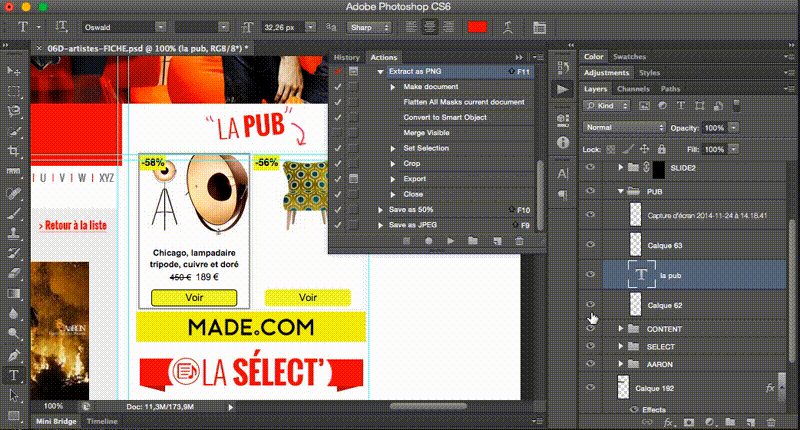 Adobe Photoshop CS6
T
Oswald
32,26 px
aa
Sharp
06D-artistes-FICHE.psd @ 100% (la pub, RGB/8*) *
History
Actions
Extract as PNG
F11
Make document
Flatten All Masks current document
Convert to Smart Object
Merge Visible
Set Selection
Crop
Export
Close
Save as 50%
F10
Save as JPEG
F9
Color
Swatches
Adjustments
Styles
Layers
Channels
Paths
Kind
Normal
Opacity:
100%
Lock:
Fill:
100%
SLIDE2
PUB
Capture d'écran 2014-11-24 à 14.18.41
Calque 63
T
la pub
Calque 62
CONTENT
SELECT
AARON
Calque 192
fx
Effects
"LA PUB"
-58%
-56%
U | V | W | XYZ
> Retour à la liste
AARON
Chicago, lampadaire
tripode, cuivre et doré
450 € 189 €
Voir
Voir
MADE.COM
LA SÉLECT'
100%
Doc: 11,3M/173,9M
Mini Bridge
Timeline